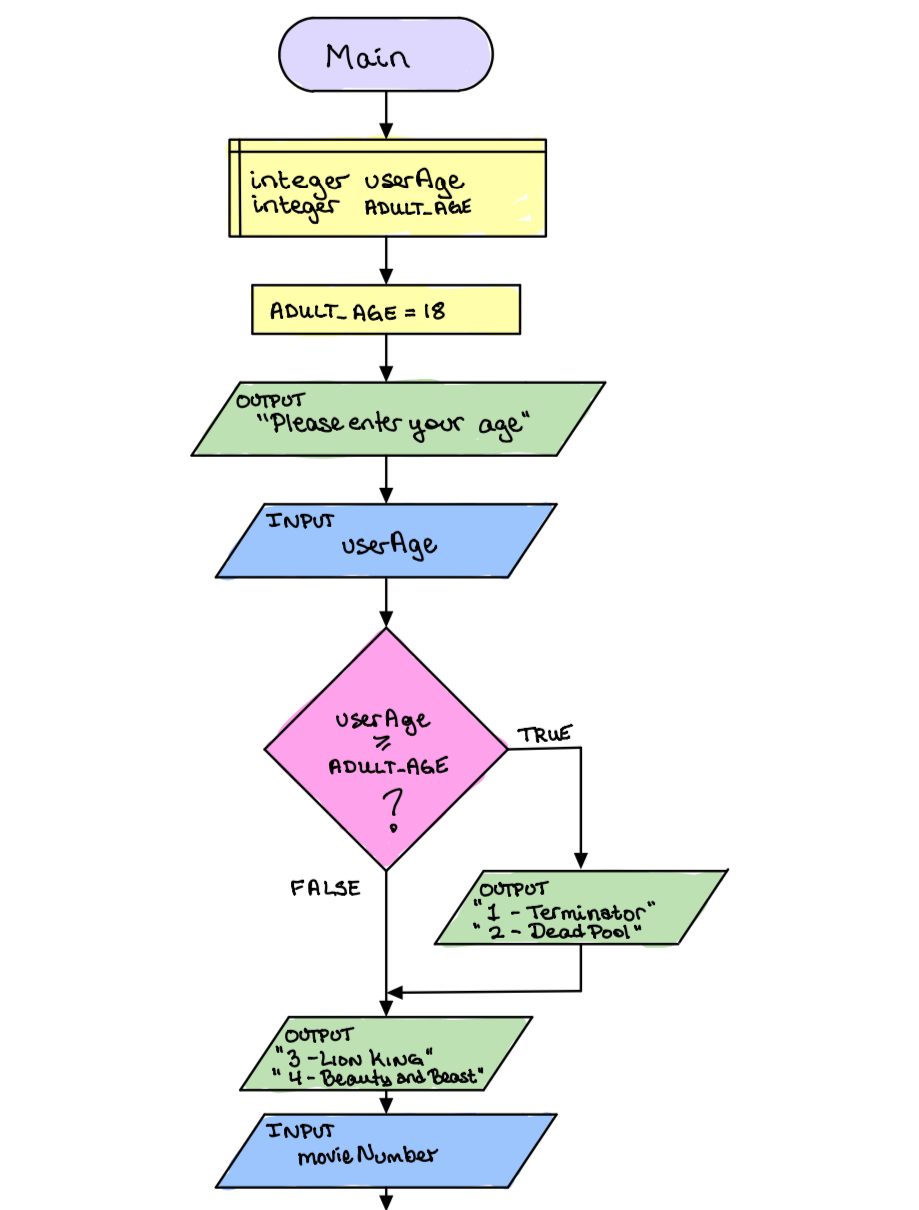 Main
integer userAge
integer ADULT_AGE
ADULT_AGE = 18
OUTPUT
"Please enter your age"
INPUT
userAge
userAge
≥
ADULT_AGE
?
TRUE
FALSE
OUTPUT
"1 - Terminator"
"2 - DeadPool"
OUTPUT
"3 - LION KING"
"4 - Beauty and Beast"
INPUT
movieNumber